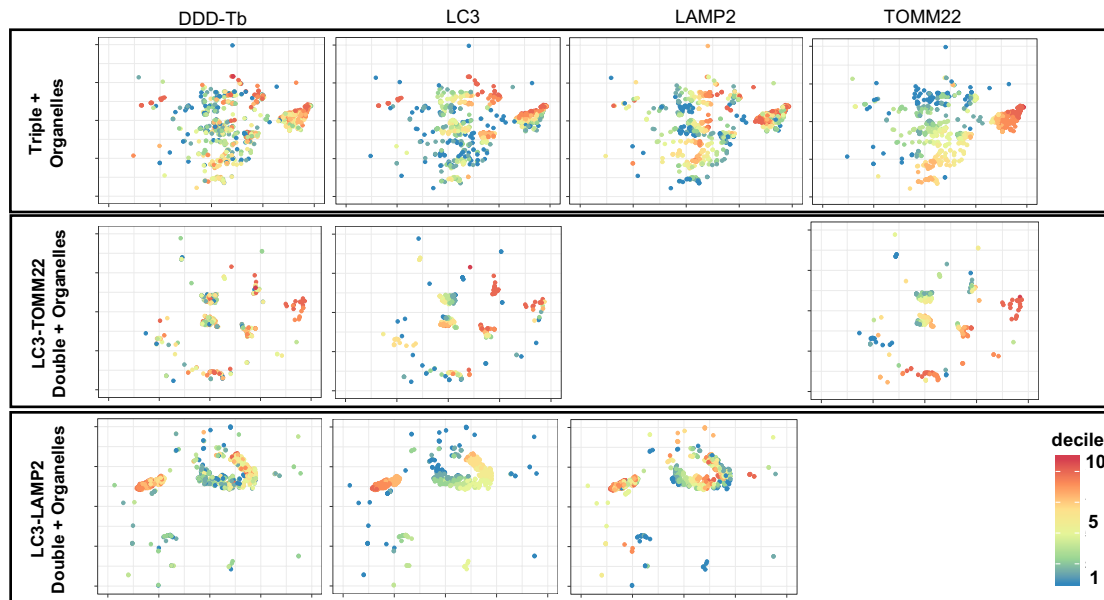 DDD-Tb LC3 LAMP2 TOMM22
Triple +
Organelles
LC3-TOMM22
Double + Organelles
LC3-LAMP2
Double + Organelles
decile
10
5
1